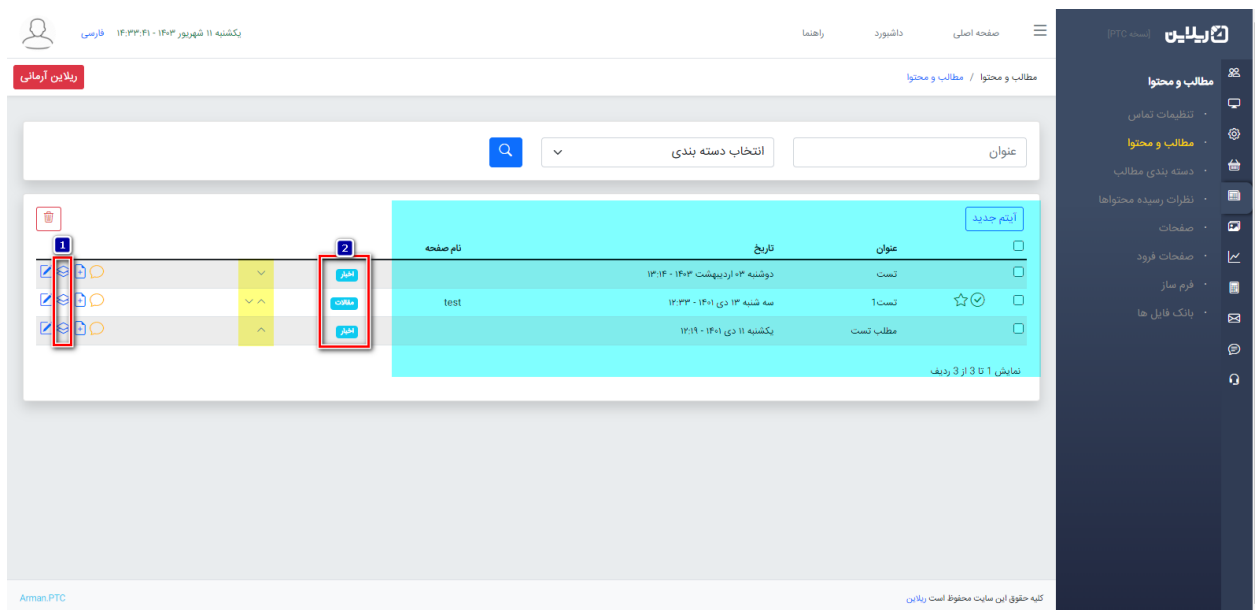 ریلاین [نسخه PTC]
مطالب و محتوا
تنظیمات تماس
مطالب و محتوا
دسته بندی مطالب
نظرات رسیده محتواها
صفحات
صفحات فرود
فرم ساز
بانک فایل ها
صفحه اصلی داشبورد راهنما
یکشنبه ۱۱ شهریور ۱۴۰۳ - ۱۴:۳۳:۴۱ فارسی
مطالب و محتوا / مطالب و محتوا
ریلاین آرمانی
عنوان انتخاب دسته بندی
آیتم جدید
1
2
عنوان تاریخ نام صفحه
تست دوشنبه ۰۳ اردیبهشت ۱۴۰۳ - ۱۳:۱۴ اخبار
تست1 سه شنبه ۱۳ دی ۱۴۰۱ - ۱۲:۳۳ test مقالات
مطلب تست یکشنبه ۱۱ دی ۱۴۰۱ - ۱۲:۱۹ اخبار
نمایش 1 تا 3 از 3 ردیف
کلیه حقوق این سایت محفوظ است ریلاین
Arman.PTC